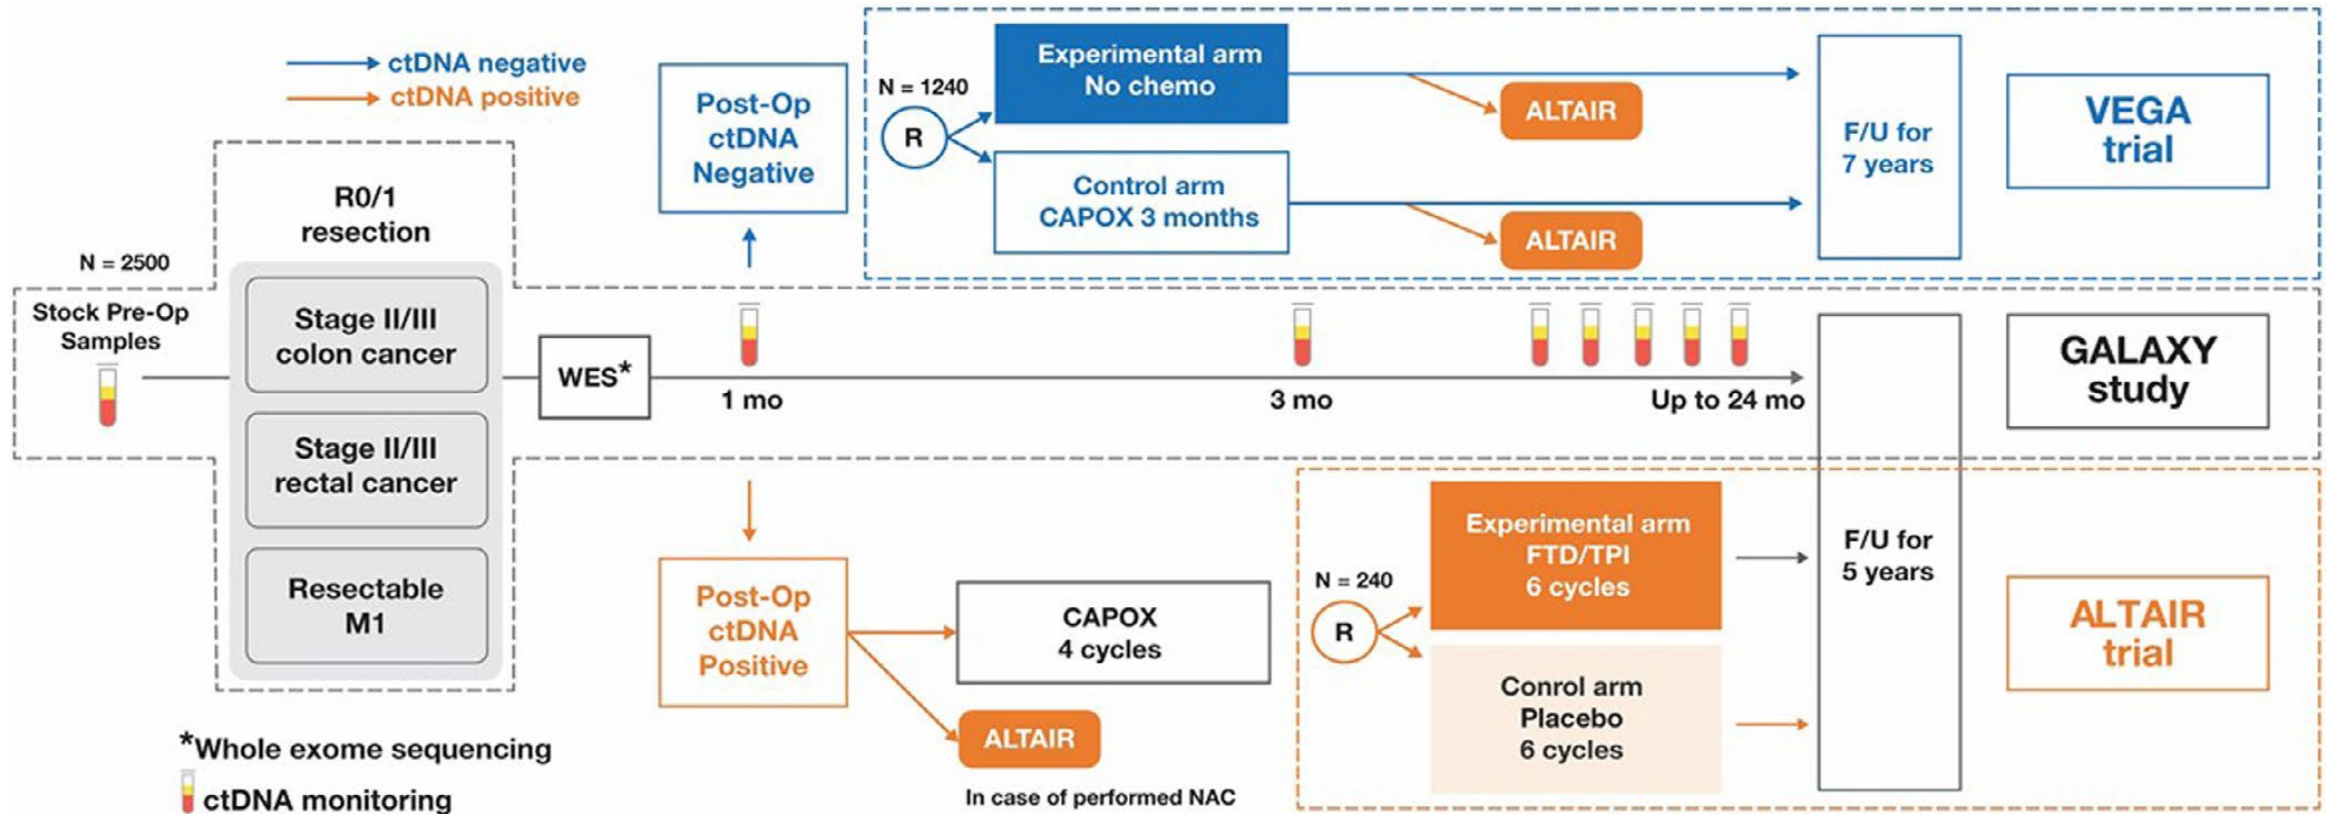 ctDNA negative
ctDNA positive
N = 2500
Stock Pre-Op
Samples
R0/1
resection
Stage II/III
colon cancer
Stage II/III
rectal cancer
Resectable
M1
WES*
*Whole exome sequencing
ctDNA monitoring
Post-Op
ctDNA
Negative
N = 1240
R
Experimental arm
No chemo
Control arm
CAPOX 3 months
ALTAIR
ALTAIR
F/U for
7 years
VEGA
trial
1 mo
3 mo
Up to 24 mo
GALAXY
study
Post-Op
ctDNA
Positive
CAPOX
4 cycles
ALTAIR
In case of performed NAC
N = 240
R
Experimental arm
FTD/TPI
6 cycles
Conrol arm
Placebo
6 cycles
F/U for
5 years
ALTAIR
trial